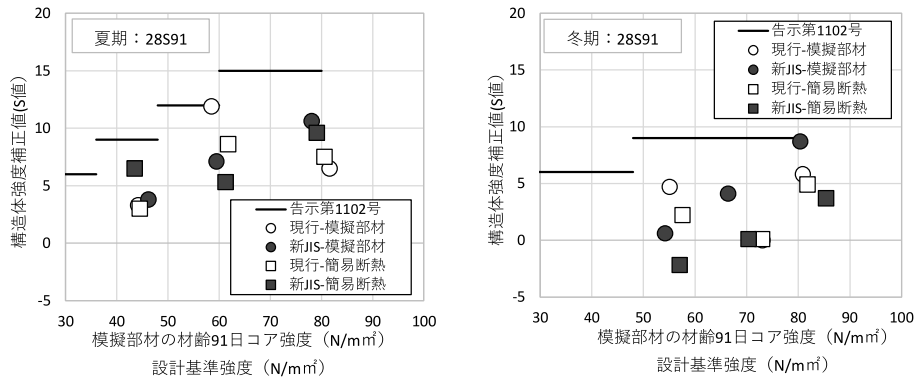 夏期：28S91
構造体強度補正値(S値)
20
15
10
5
0
-5
告示第1102号
現行-模擬部材
新JIS-模擬部材
現行-簡易断熱
新JIS-簡易断熱
30 40 50 60 70 80 90 100
模擬部材の材齢91日コア強度（N/m㎡）
設計基準強度（N/m㎡）
冬期：28S91
構造体強度補正値(S値)
20
15
10
5
0
-5
告示第1102号
現行-模擬部材
新JIS-模擬部材
現行-簡易断熱
新JIS-簡易断熱
30 40 50 60 70 80 90 100
模擬部材の材齢91日コア強度（N/m㎡）
設計基準強度（N/m㎡）